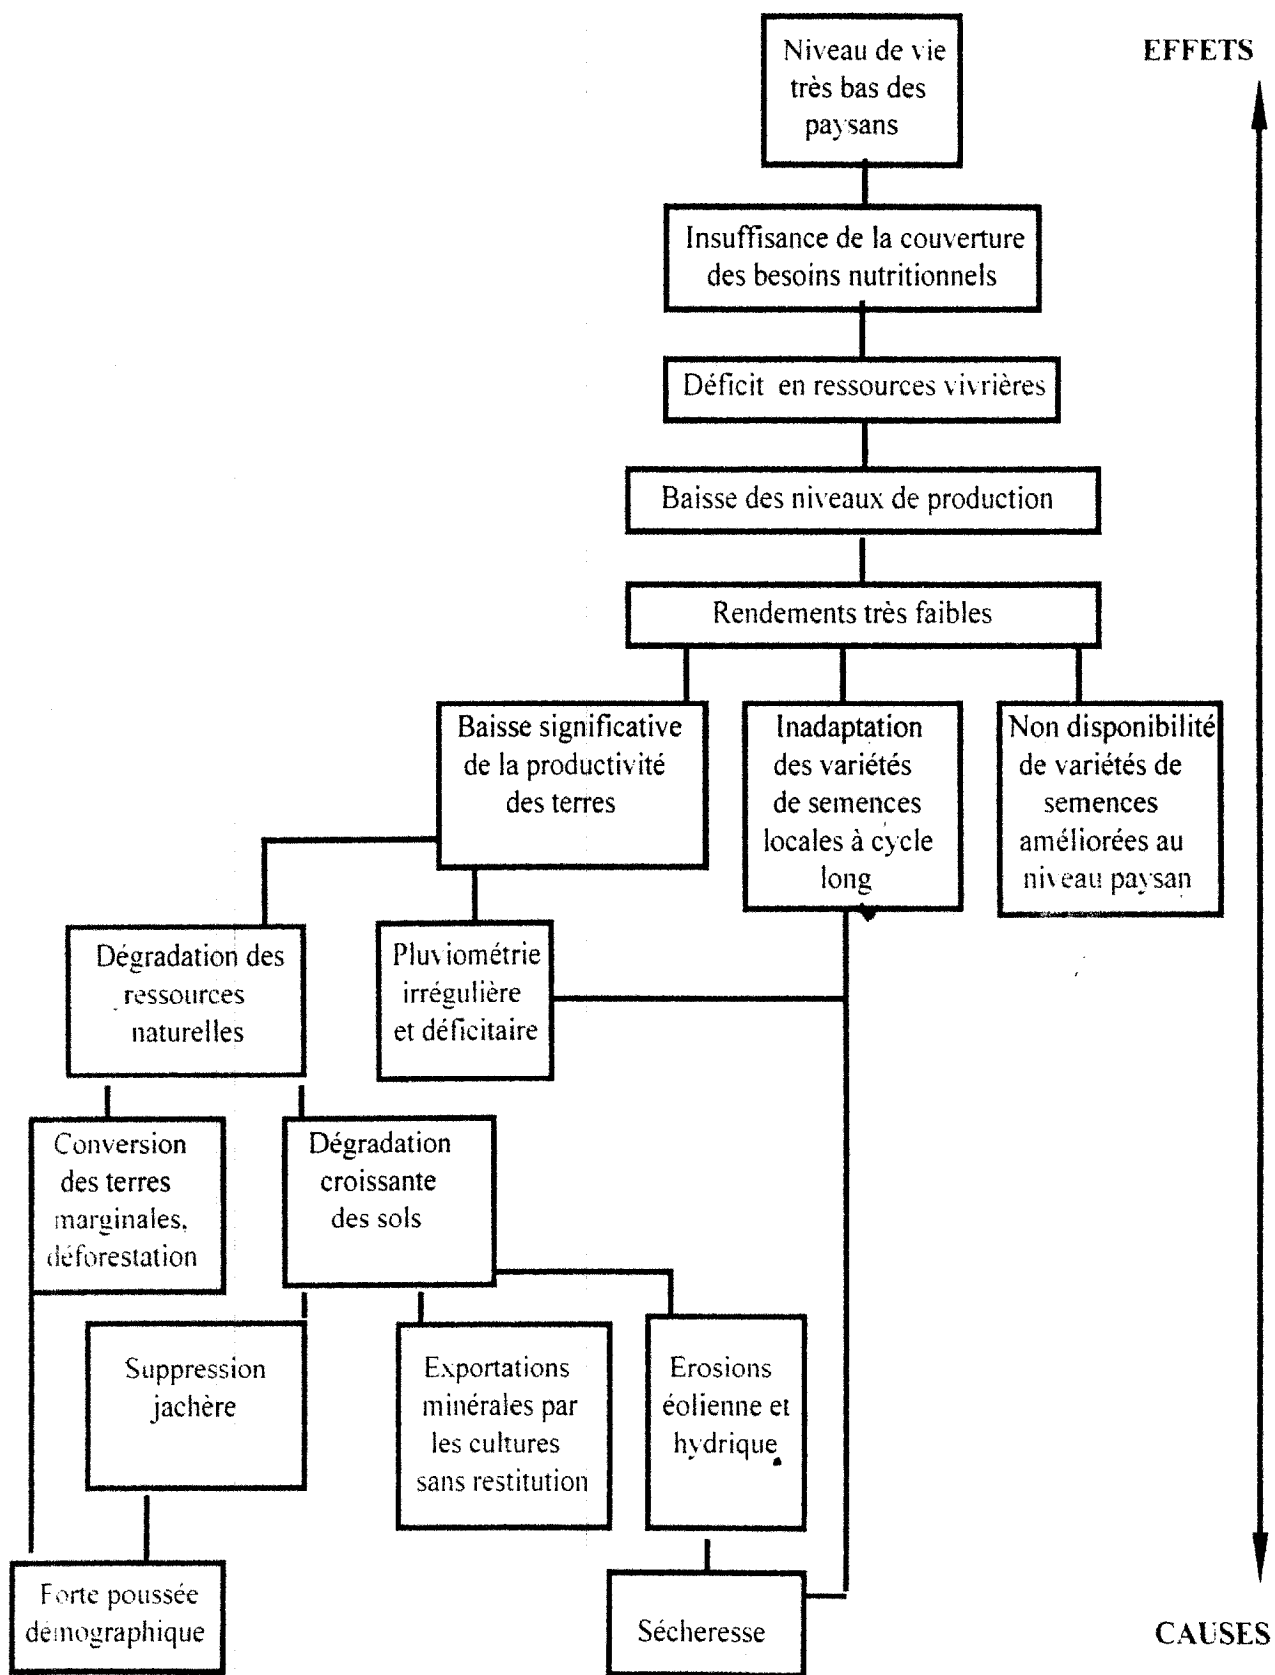 EFFETS
Niveau de vie
très bas des
paysans
Insuffisance de la couverture
des besoins nutritionnels
Déficit en ressources vivrières
Baisse des niveaux de production
Rendements très faibles
Baisse significative
de la productivité
des terres
Inadaptation
des variétés
de semences
locales à cycle
long
Non disponibilité
de variétés de
semences
améliorées au
niveau paysan
Dégradation des
ressources
naturelles
Pluviométrie
irrégulière
et déficitaire
Conversion
des terres
marginales,
déforestation
Dégradation
croissante
des sols
Suppression
jachère
Exportations
minérales par
les cultures
sans restitution
Erosions
éolienne et
hydrique
Forte poussée
démographique
Sécheresse
CAUSES